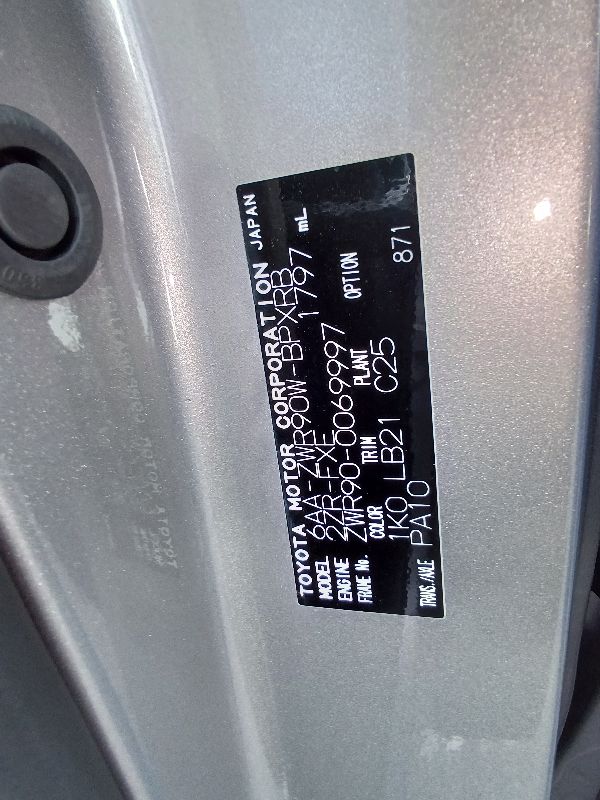 TOYOTA MOTOR CORPORATION JAPAN
MODEL 6AA-ZWR90W-BPXRB
ENGINE 2ZR-FXE 1797 mL
FRAME No. ZWR90-0069997
COLOR TRIM PLANT OPTION
1K0 LB21 C25 871
TRANS./AXLE PA10